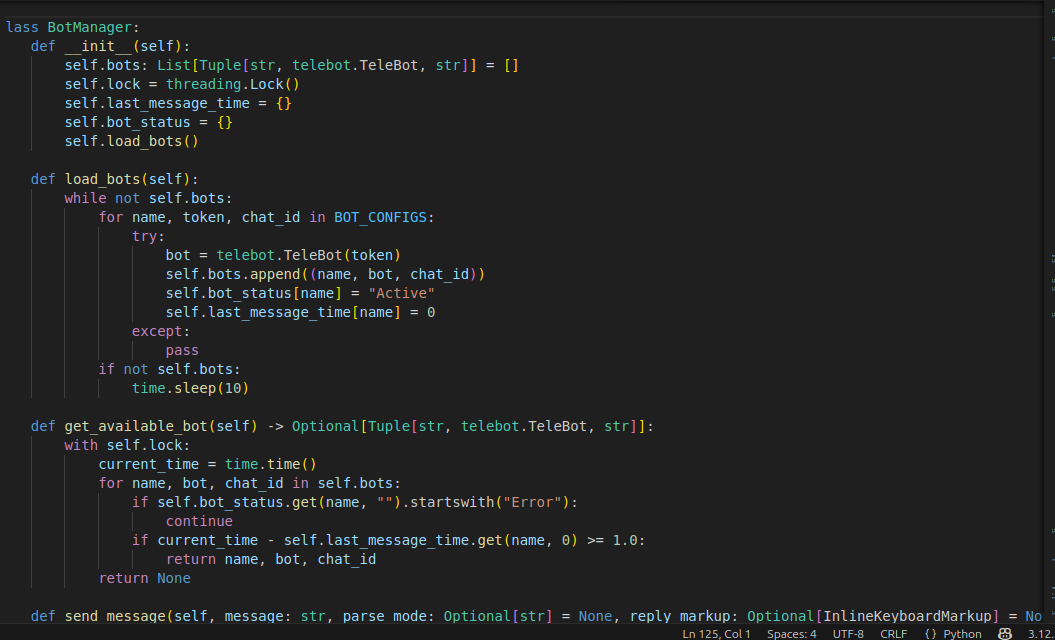 lass BotManager:
    def __init__(self):
        self.bots: List[Tuple[str, telebot.TeleBot, str]] = []
        self.lock = threading.Lock()
        self.last_message_time = {}
        self.bot_status = {}
        self.load_bots()

    def load_bots(self):
        while not self.bots:
            for name, token, chat_id in BOT_CONFIGS:
                try:
                    bot = telebot.TeleBot(token)
                    self.bots.append((name, bot, chat_id))
                    self.bot_status[name] = "Active"
                    self.last_message_time[name] = 0
                except:
                    pass
            if not self.bots:
                time.sleep(10)

    def get_available_bot(self) -> Optional[Tuple[str, telebot.TeleBot, str]]:
        with self.lock:
            current_time = time.time()
            for name, bot, chat_id in self.bots:
                if self.bot_status.get(name, "").startswith("Error"):
                    continue
                if current_time - self.last_message_time.get(name, 0) >= 1.0:
                    return name, bot, chat_id
            return None

    def send_message(self, message: str, parse_mode: Optional[str] = None, reply_markup: Optional[InlineKeyboardMarkup] = No
Ln 125, Col 1 Spaces: 4 UTF-8 CRLF {} Python 3.12.